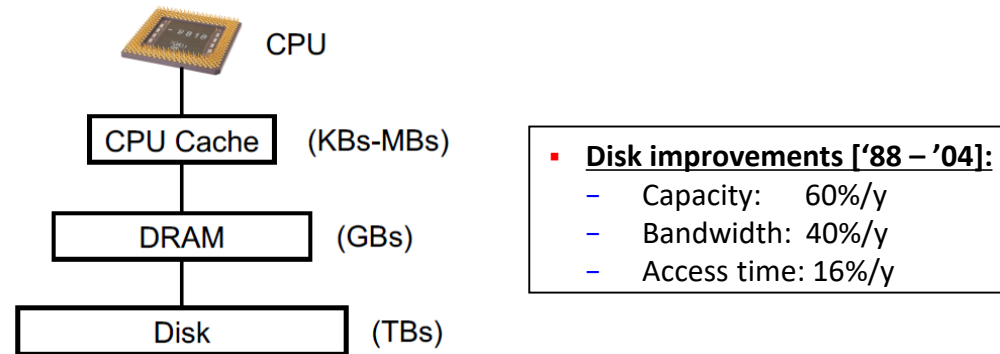 CPU
CPU Cache (KBs-MBs)
DRAM (GBs)
Disk (TBs)
▪ Disk improvements [‘88 – ’04]:
− Capacity: 60%/y
− Bandwidth: 40%/y
− Access time: 16%/y